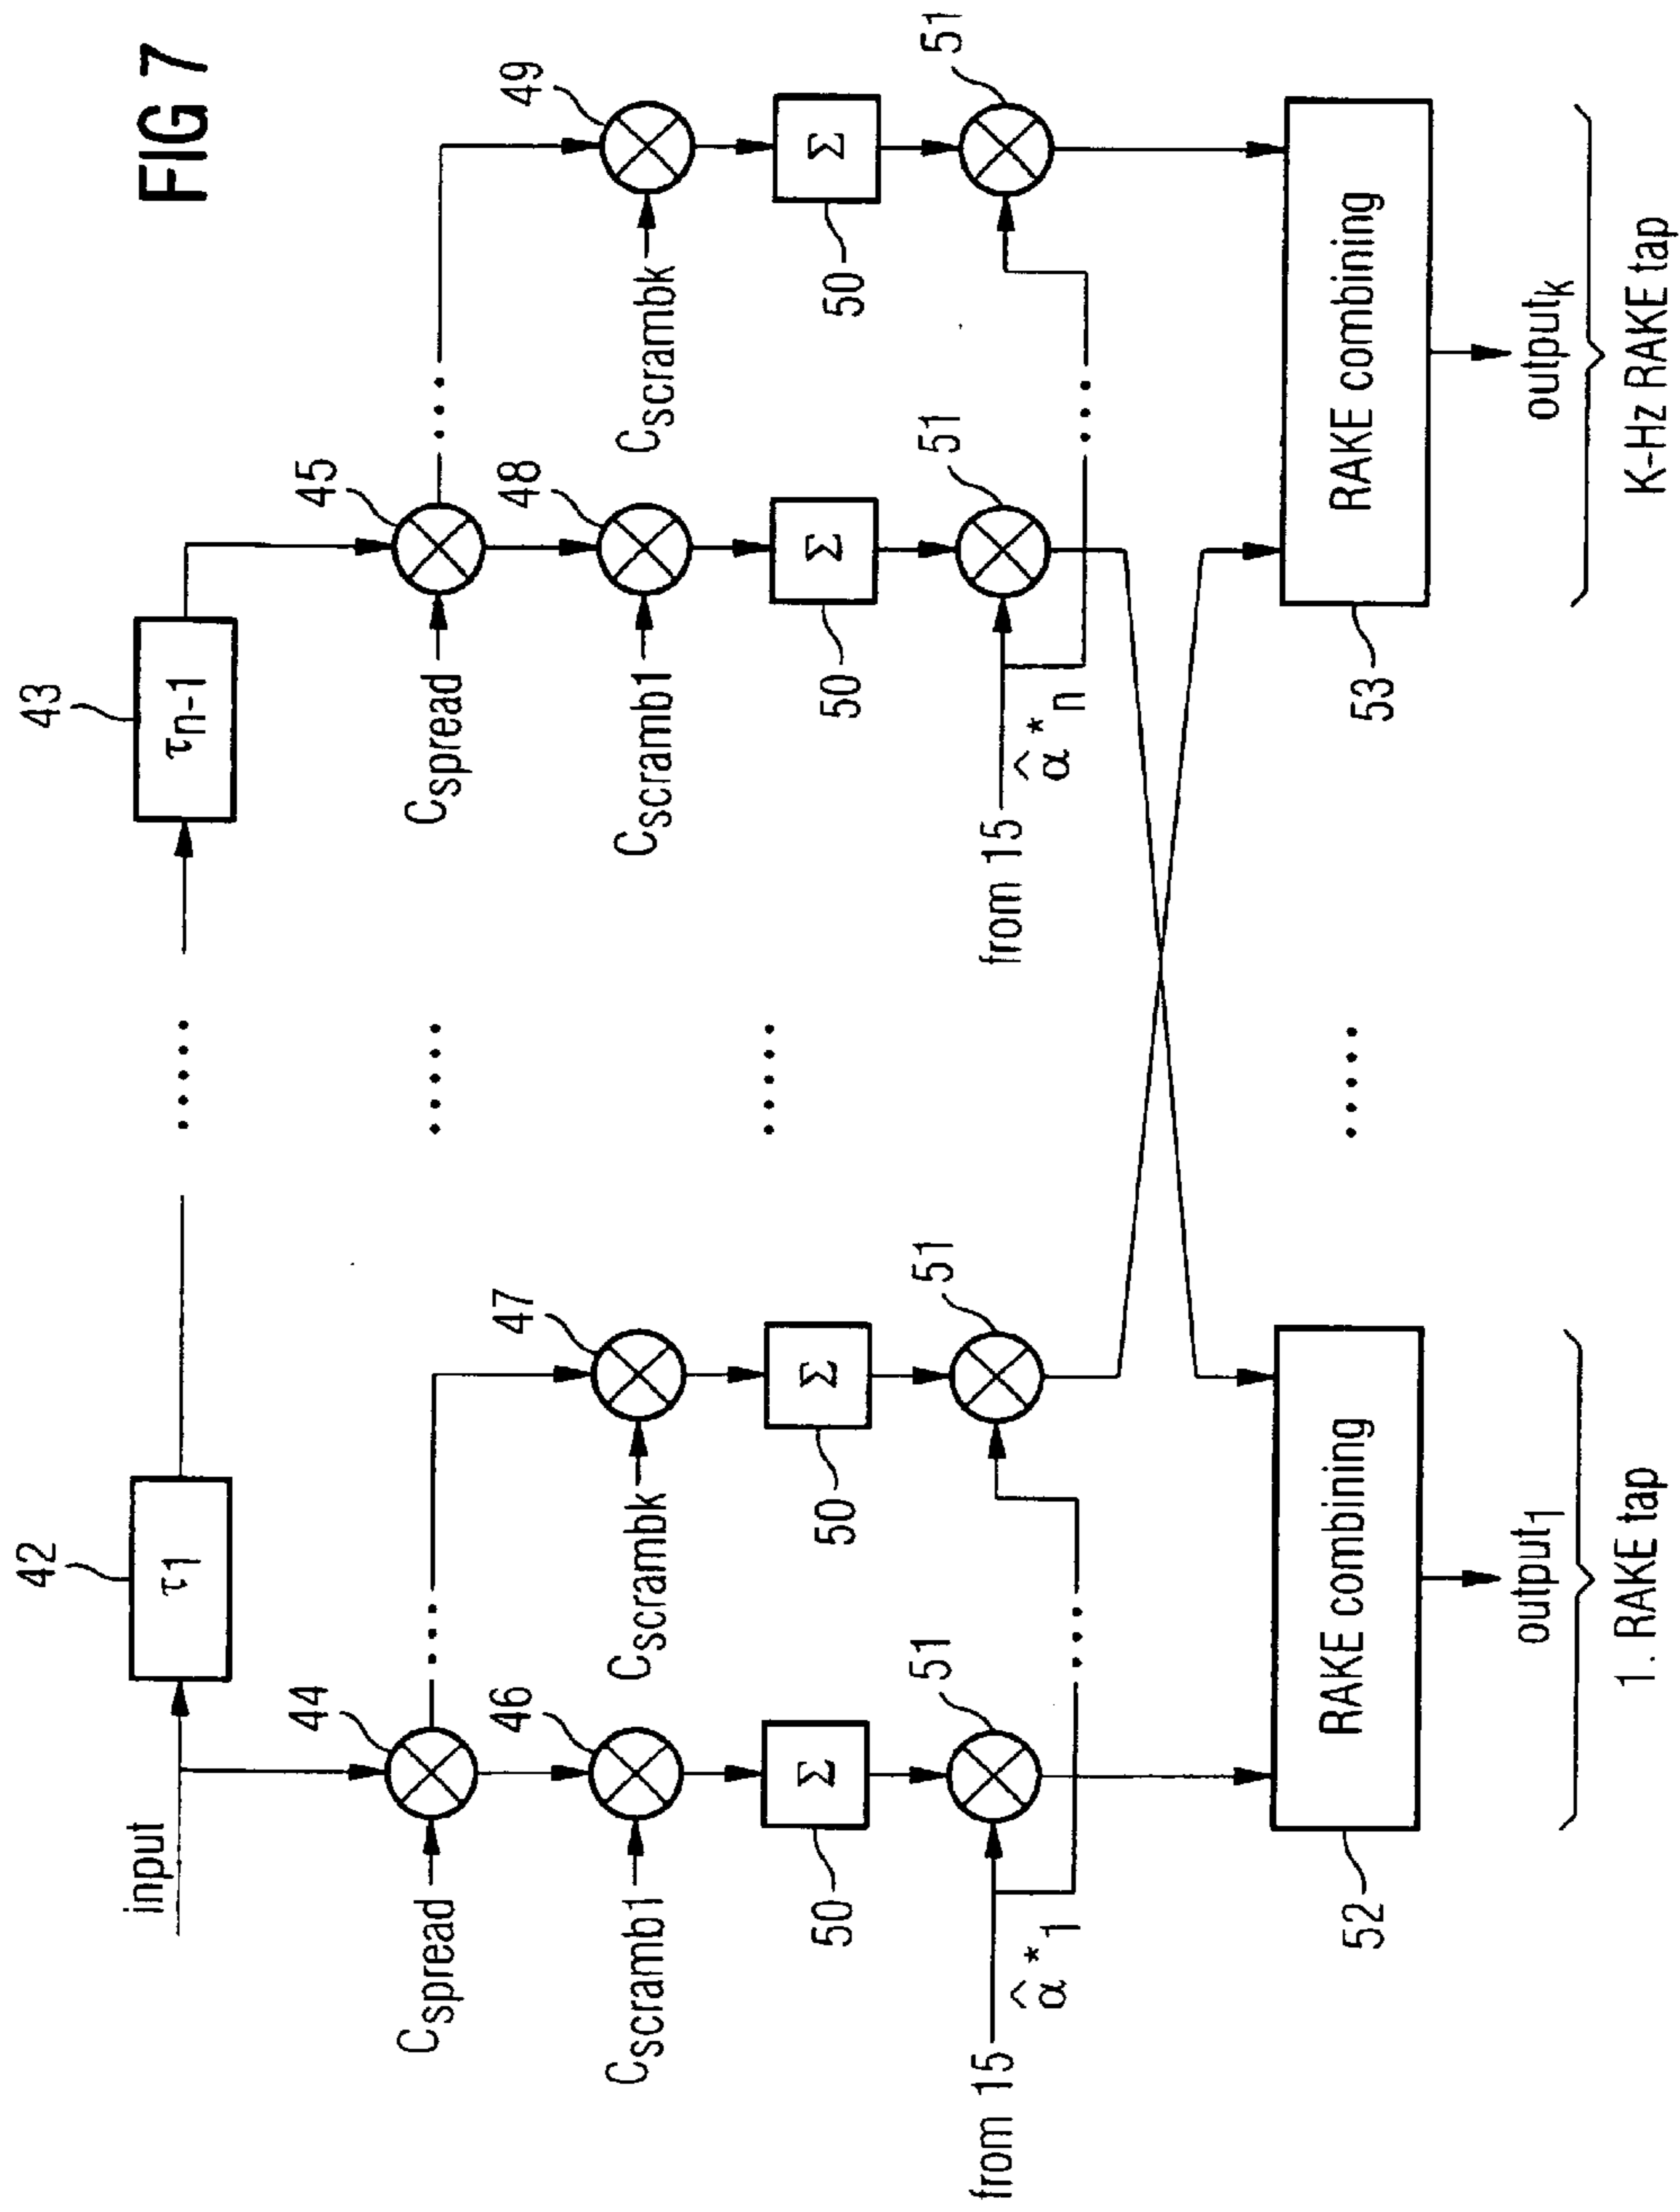 FIG 7
42
43
input
τ1
τn-1
44
45
Cspread
Cspread
46
47
48
49
Cscramb1
Cscrambk
Cscramb1
Cscrambk
Σ
Σ
Σ
Σ
50
50
50
50
51
51
51
51
from 15
α̂*1
from 15
α̂*n
RAKE combining
RAKE combining
52
53
output1
outputk
1. RAKE tap
K-Hz RAKE tap